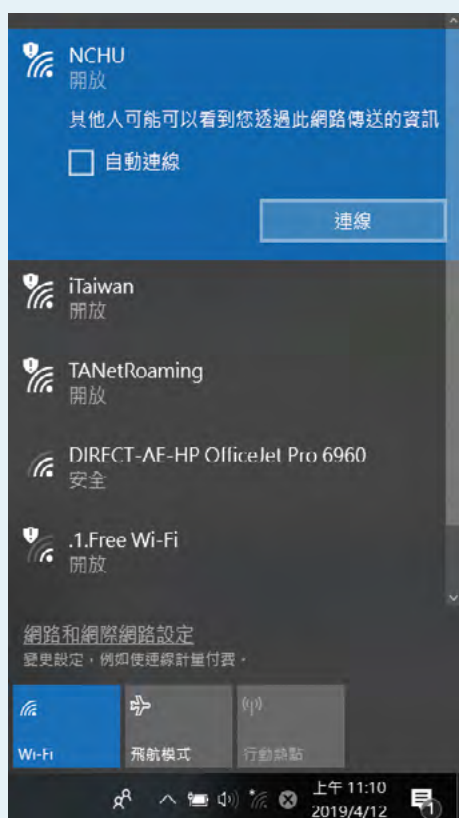 NCHU
開放
其他人可能可以看到您透過此網路傳送的資訊
自動連線
連線
iTaiwan
開放
TANetRoaming
開放
DIRECT-AE-HP OfficeJet Pro 6960
安全
.1.Free Wi-Fi
開放
網路和網際網路設定
變更設定，例如使連線計量付費。
Wi-Fi
飛航模式
行動熱點
上午 11:10
2019/4/12
1